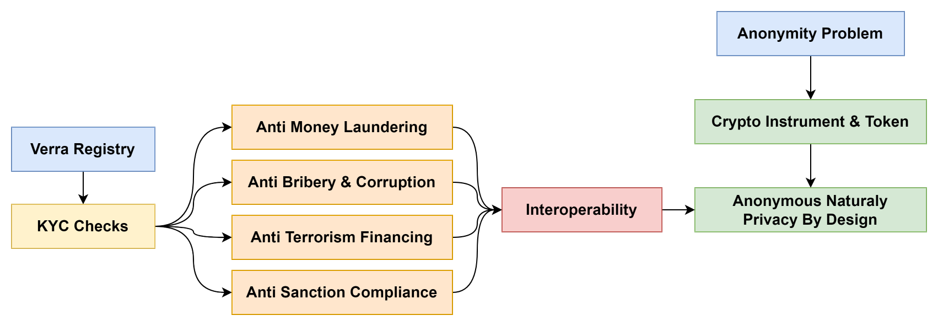 Anonymity Problem
Crypto Instrument & Token
Anti Money Laundering
Verra Registry
Anti Bribery & Corruption
KYC Checks
Interoperability
Anonymous Naturaly
Privacy By Design
Anti Terrorism Financing
Anti Sanction Compliance